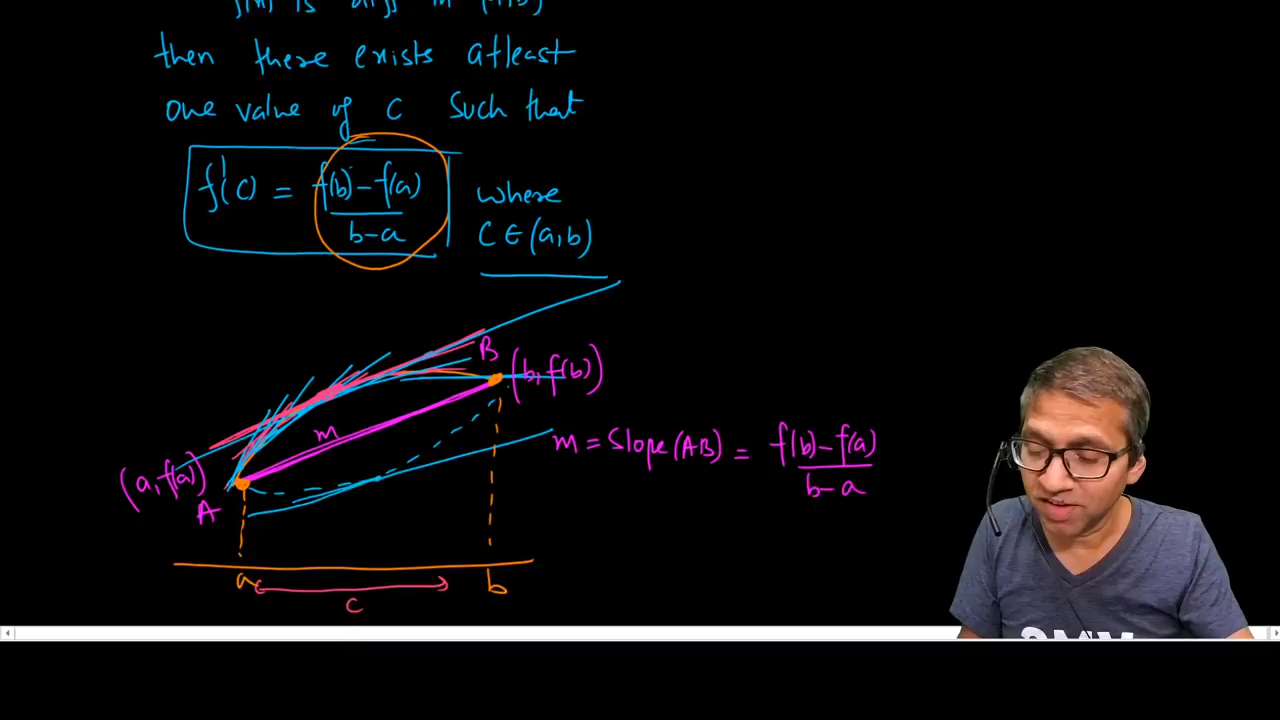 then there exists atleast
one value of C Such that
f'(c) = f(b)-f(a) / b-a where
C ∈ (a,b)
B
(b, f(b))
m
m = Slope(AB) = f(b)-f(a) / b-a
(a, f(a))
A
a b
c